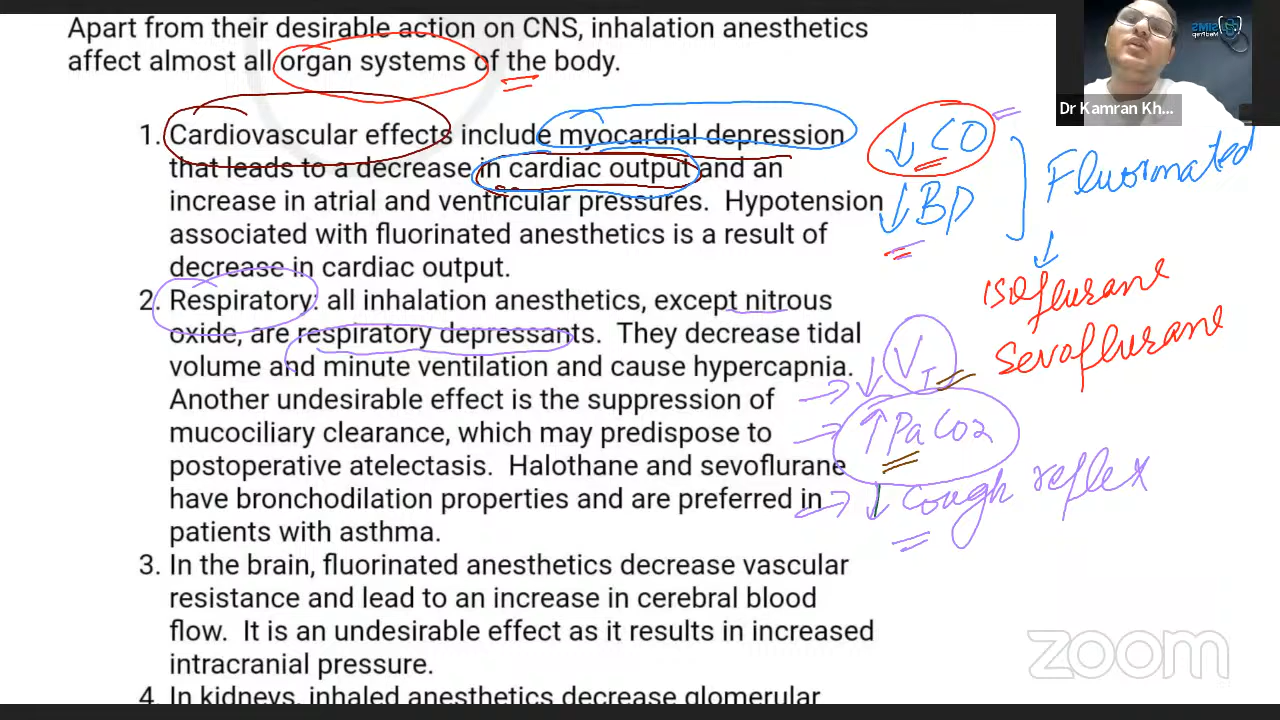 Apart from their desirable action on CNS, inhalation anesthetics
affect almost all organ systems of the body.
1. Cardiovascular effects include myocardial depression
that leads to a decrease in cardiac output and an
increase in atrial and ventricular pressures. Hypotension
associated with fluorinated anesthetics is a result of
decrease in cardiac output.
2. Respiratory: all inhalation anesthetics, except nitrous
oxide, are respiratory depressants. They decrease tidal
volume and minute ventilation and cause hypercapnia.
Another undesirable effect is the suppression of
mucociliary clearance, which may predispose to
postoperative atelectasis. Halothane and sevoflurane
have bronchodilation properties and are preferred in
patients with asthma.
3. In the brain, fluorinated anesthetics decrease vascular
resistance and lead to an increase in cerebral blood
flow. It is an undesirable effect as it results in increased
intracranial pressure.
4. In kidneys, inhaled anesthetics decrease glomerular
↓ CO
↓ BP
Fluorinated
↓
isoflurane
Sevoflurane
→ ↓ VT
→ ↑ PaCO2
→ ↓ cough reflex
SIMS
Dr Kamran Kh...
zoom